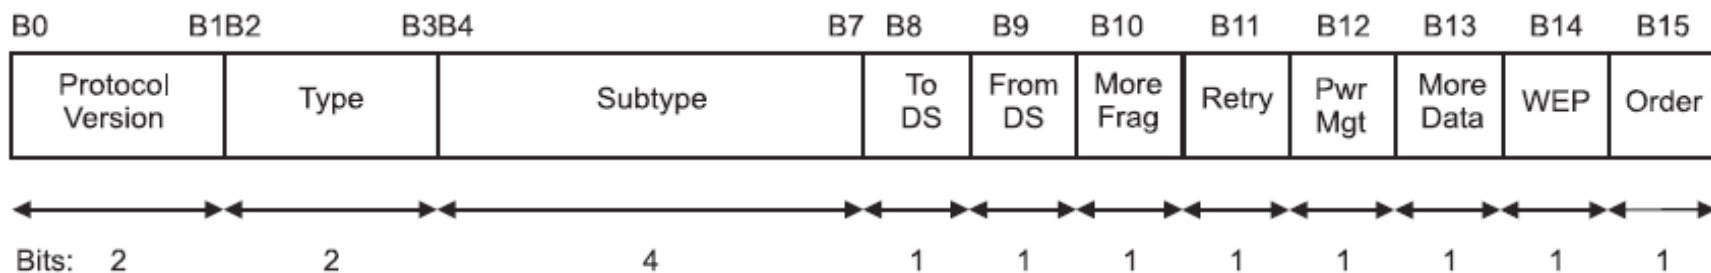 B0 B1B2 B3B4 B7 B8 B9 B10 B11 B12 B13 B14 B15
Protocol
Version
Type
Subtype
To
DS
From
DS
More
Frag
Retry
Pwr
Mgt
More
Data
WEP
Order
Bits: 2 2 4 1 1 1 1 1 1 1 1